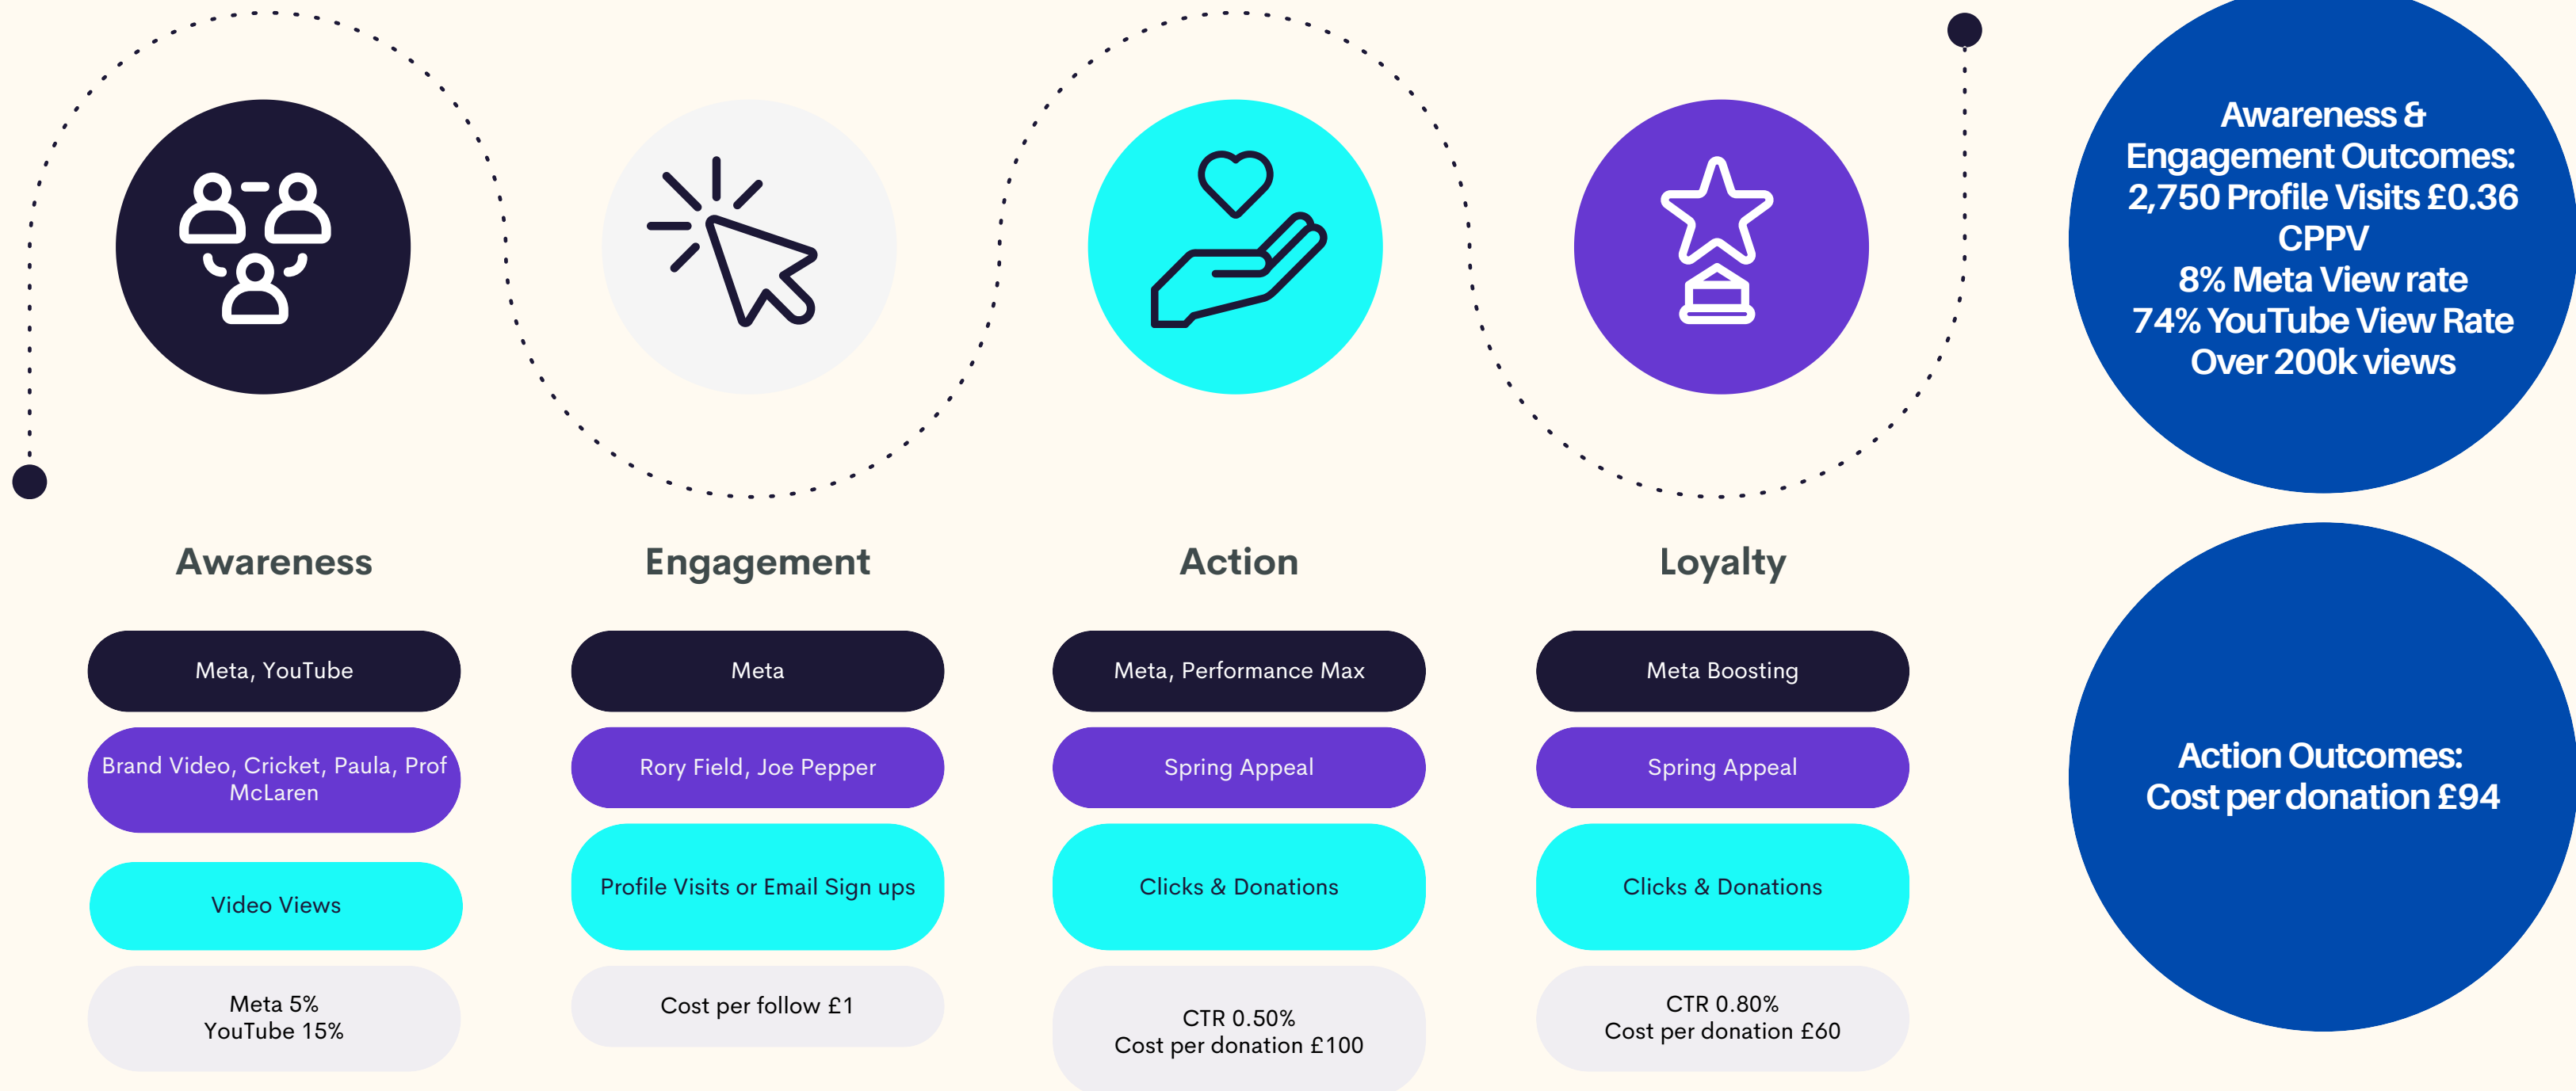 Awareness &
Engagement Outcomes:
2,750 Profile Visits £0.36
CPPV
8% Meta View rate
74% YouTube View Rate
Over 200k views
Awareness
Meta, YouTube
Brand Video, Cricket, Paula, Prof
McLaren
Video Views
Meta 5%
YouTube 15%
Engagement
Meta
Rory Field, Joe Pepper
Profile Visits or Email Sign ups
Cost per follow £1
Action
Meta, Performance Max
Spring Appeal
Clicks & Donations
CTR 0.50%
Cost per donation £100
Loyalty
Meta Boosting
Spring Appeal
Clicks & Donations
CTR 0.80%
Cost per donation £60
Action Outcomes:
Cost per donation £94